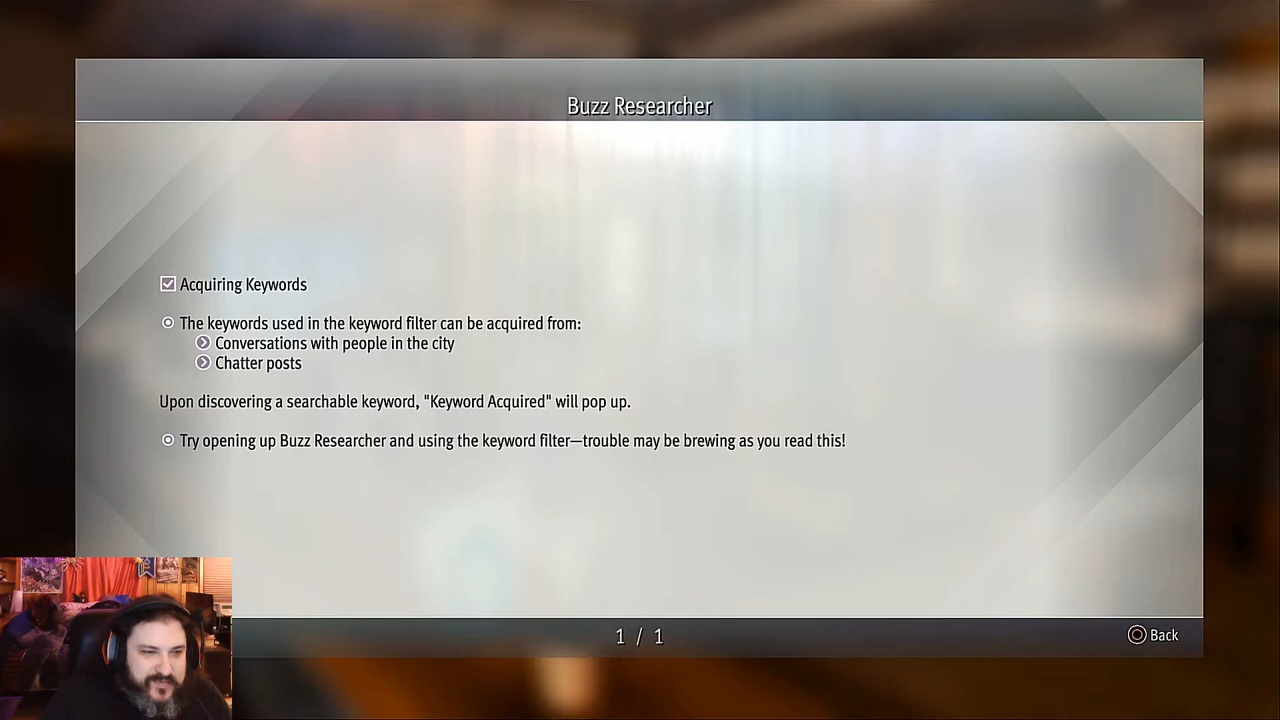 Buzz Researcher
Acquiring Keywords
The keywords used in the keyword filter can be acquired from:
Conversations with people in the city
Chatter posts
Upon discovering a searchable keyword, "Keyword Acquired" will pop up.
Try opening up Buzz Researcher and using the keyword filter—trouble may be brewing as you read this!
1 / 1
Back